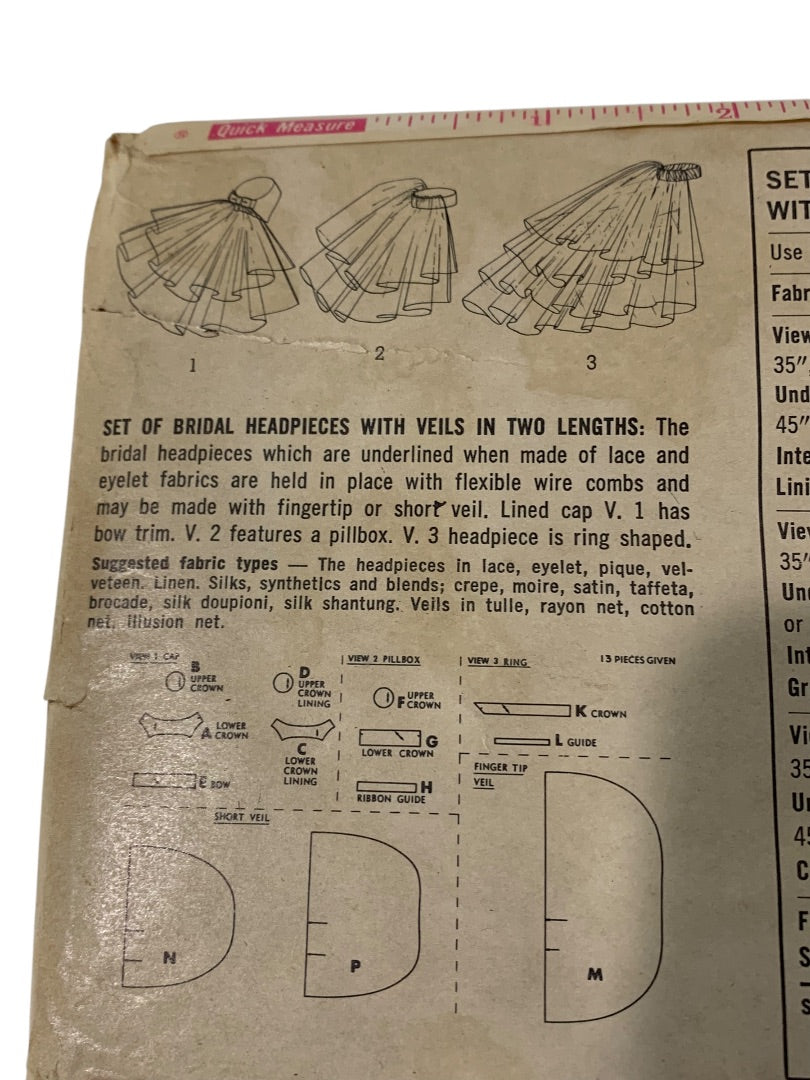 ® Quick Measure 1 2
1
2
3
SET OF BRIDAL HEADPIECES WITH VEILS IN TWO LENGTHS: The
bridal headpieces which are underlined when made of lace and
eyelet fabrics are held in place with flexible wire combs and
may be made with fingertip or short veil. Lined cap V. 1 has
bow trim. V. 2 features a pillbox. V. 3 headpiece is ring shaped.
Suggested fabric types — The headpieces in lace, eyelet, pique, vel-
veteen. Linen. Silks, synthetics and blends; crepe, moire, satin, taffeta,
brocade, silk doupioni, silk shantung. Veils in tulle, rayon net, cotton
net, illusion net.
VIEW 1 CAP
B UPPER
CROWN
D UPPER
CROWN
LINING
A LOWER
CROWN
C
LOWER
CROWN
LINING
E BOW
VIEW 2 PILLBOX
F UPPER
CROWN
G
LOWER CROWN
H
RIBBON GUIDE
VIEW 3 RING
13 PIECES GIVEN
K CROWN
L GUIDE
SHORT VEIL
N
P
FINGER TIP
VEIL
M
SET
WIT
Use
Fabr
View
35",
Und
45"
Inte
Lini
View
35"
Un
or
Int
Gr
Vi
35
Ur
45
C
F
S